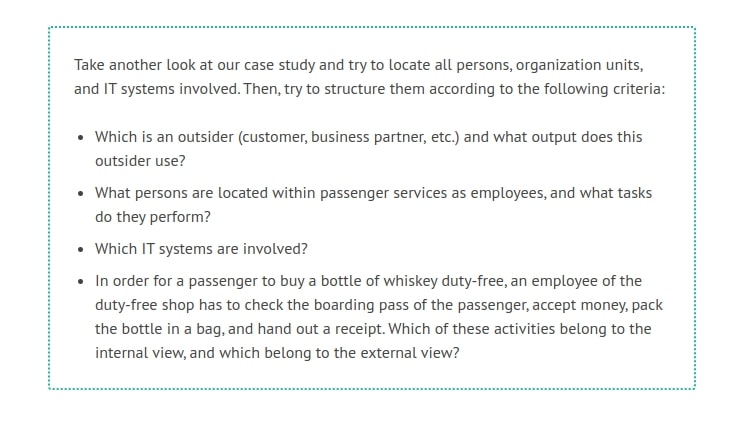 Take another look at our case study and try to locate all persons, organization units,
and IT systems involved. Then, try to structure them according to the following criteria:
• Which is an outsider (customer, business partner, etc.) and what output does this
outsider use?
• What persons are located within passenger services as employees, and what tasks
do they perform?
• Which IT systems are involved?
• In order for a passenger to buy a bottle of whiskey duty-free, an employee of the
duty-free shop has to check the boarding pass of the passenger, accept money, pack
the bottle in a bag, and hand out a receipt. Which of these activities belong to the
internal view, and which belong to the external view?